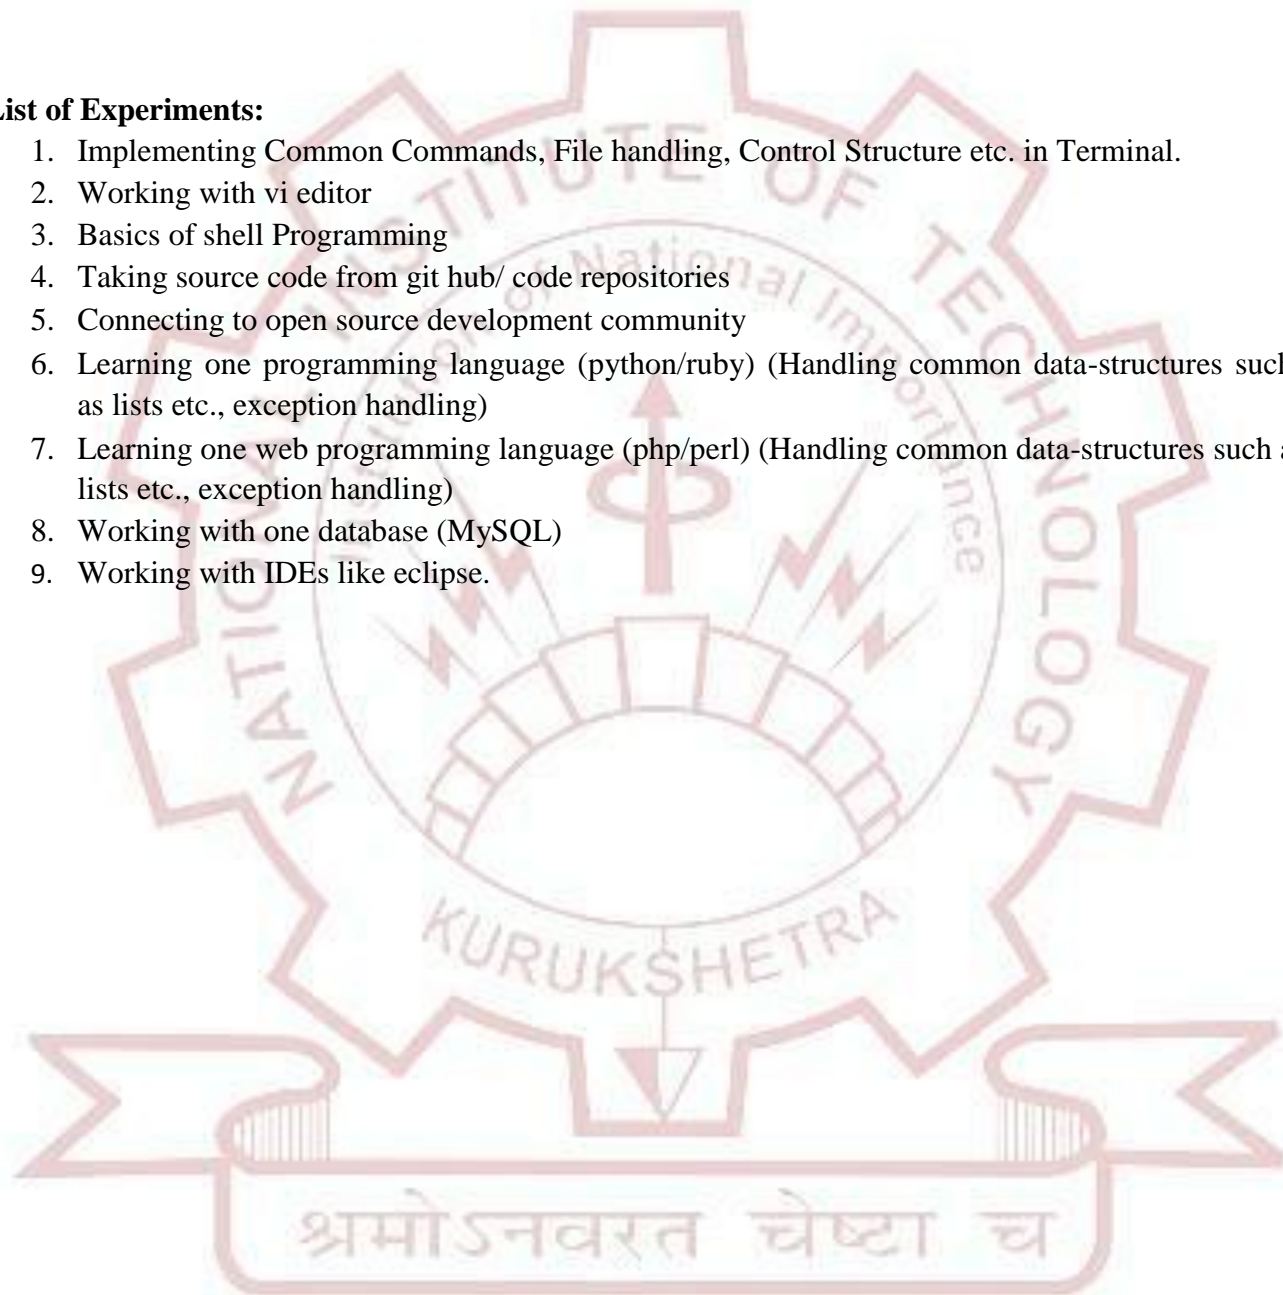 List of Experiments:
1. Implementing Common Commands, File handling, Control Structure etc. in Terminal.
2. Working with vi editor
3. Basics of shell Programming
4. Taking source code from git hub/ code repositories
5. Connecting to open source development community
6. Learning one programming language (python/ruby) (Handling common data-structures such
as lists etc., exception handling)
7. Learning one web programming language (php/perl) (Handling common data-structures such a
lists etc., exception handling)
8. Working with one database (MySQL)
9. Working with IDEs like eclipse.
NATIONAL INSTITUTE OF TECHNOLOGY
Institution of National Importance
KURUKSHETRA
श्रमोऽनवरत चेष्टा च